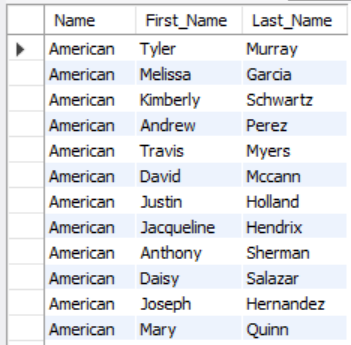 Name First_Name Last_Name
American Tyler Murray
American Melissa Garcia
American Kimberly Schwartz
American Andrew Perez
American Travis Myers
American David Mccann
American Justin Holland
American Jacqueline Hendrix
American Anthony Sherman
American Daisy Salazar
American Joseph Hernandez
American Mary Quinn